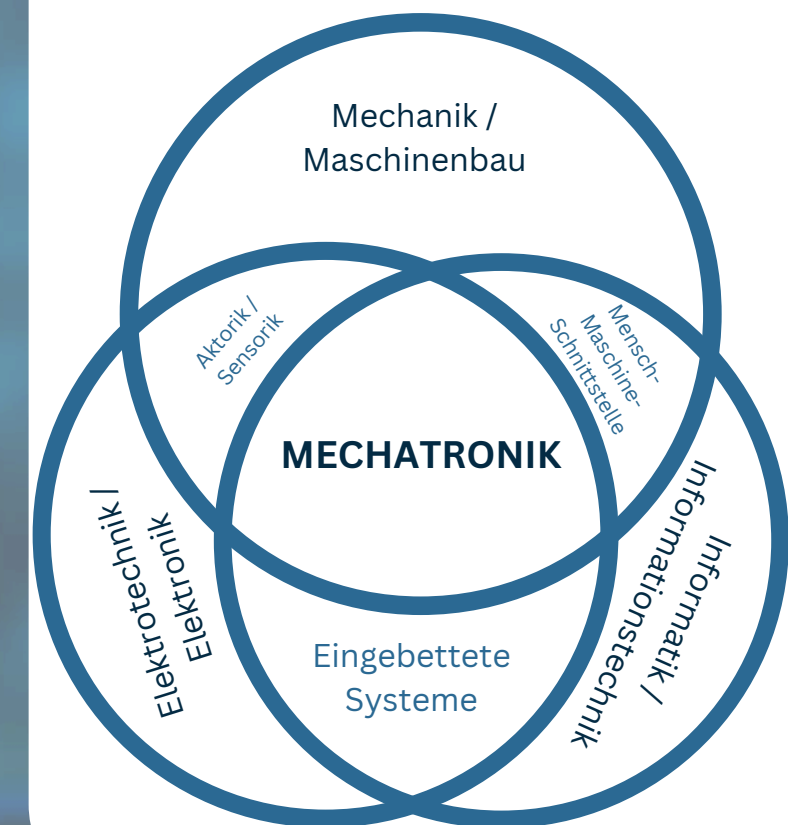 Mechanik /
Maschinenbau
Aktorik /
Sensorik
Mensch-
Maschine-
Schnittstelle
MECHATRONIK
Elektrotechnik /
Elektronik
Informatik /
Informationstechnik
Eingebettete
Systeme